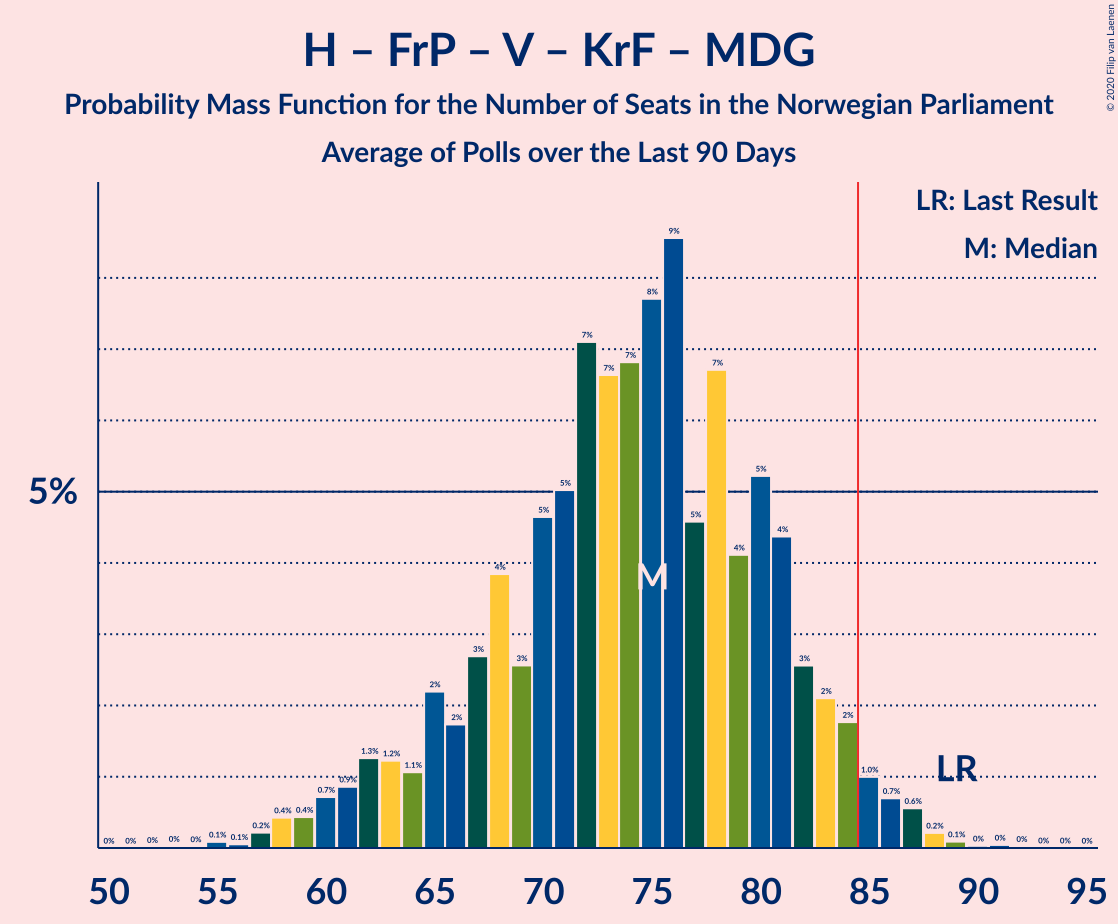 H – FrP – V – KrF – MDG
Probability Mass Function for the Number of Seats in the Norwegian Parliament
Average of Polls over the Last 90 Days
© 2020 Filip van Laenen
LR: Last Result
M: Median
5%
0% 0% 0% 0% 0% 0.1% 0.1% 0.2% 0.4% 0.4% 0.7% 0.9% 1.3% 1.2% 1.1% 2% 2% 3% 4% 3% 5% 5% 7% 7% 7% 8% 9% 5% 7% 4% 5% 4% 3% 2% 2% 1.0% 0.7% 0.6% 0.2% 0.1% 0% 0% 0% 0% 0% 0%
M
LR
50 55 60 65 70 75 80 85 90 95